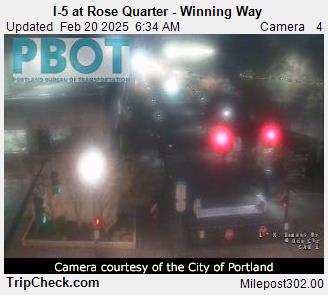 I-5 at Rose Quarter - Winning Way
Updated Feb 20 2025 6:34 AM Camera 4
PBOT
PORTLAND BUREAU OF TRANSPORTATION
Camera courtesy of the City of Portland
TripCheck.com Milepost302.00